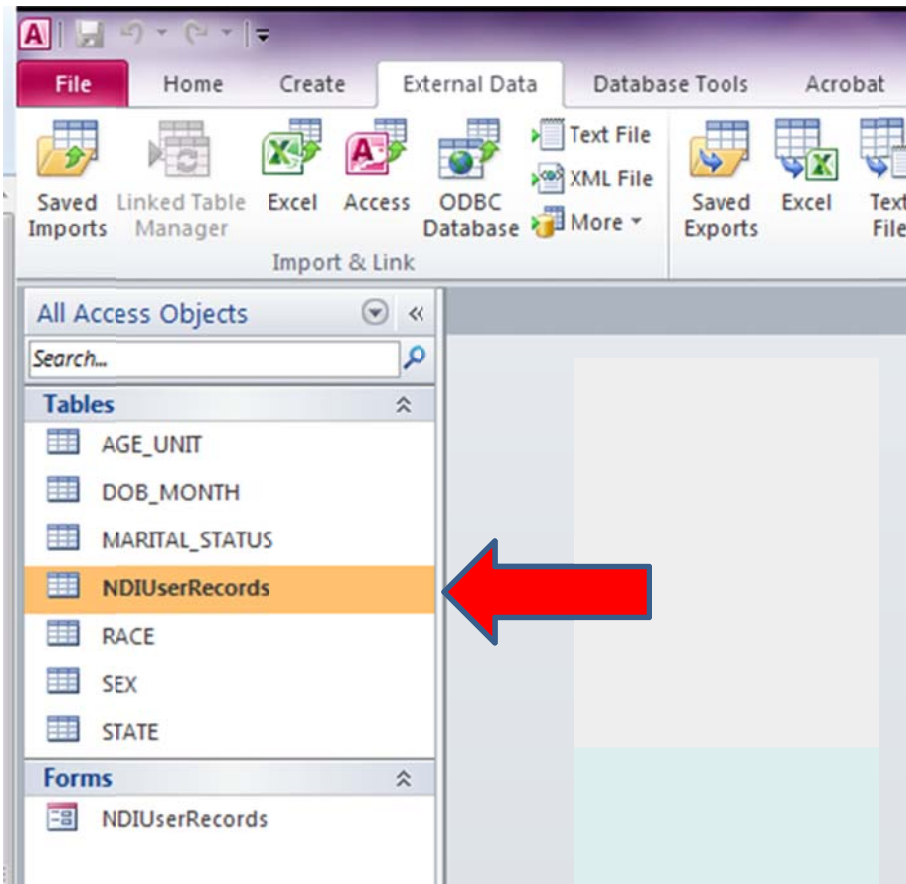 File Home Create External Data Database Tools Acrobat
Saved Imports
Linked Table Manager
Excel
Access
ODBC Database
Text File
XML File
More
Saved Exports
Excel
Text File
Import & Link
All Access Objects
Search...
Tables
AGE_UNIT
DOB_MONTH
MARITAL_STATUS
NDIUserRecords
RACE
SEX
STATE
Forms
NDIUserRecords